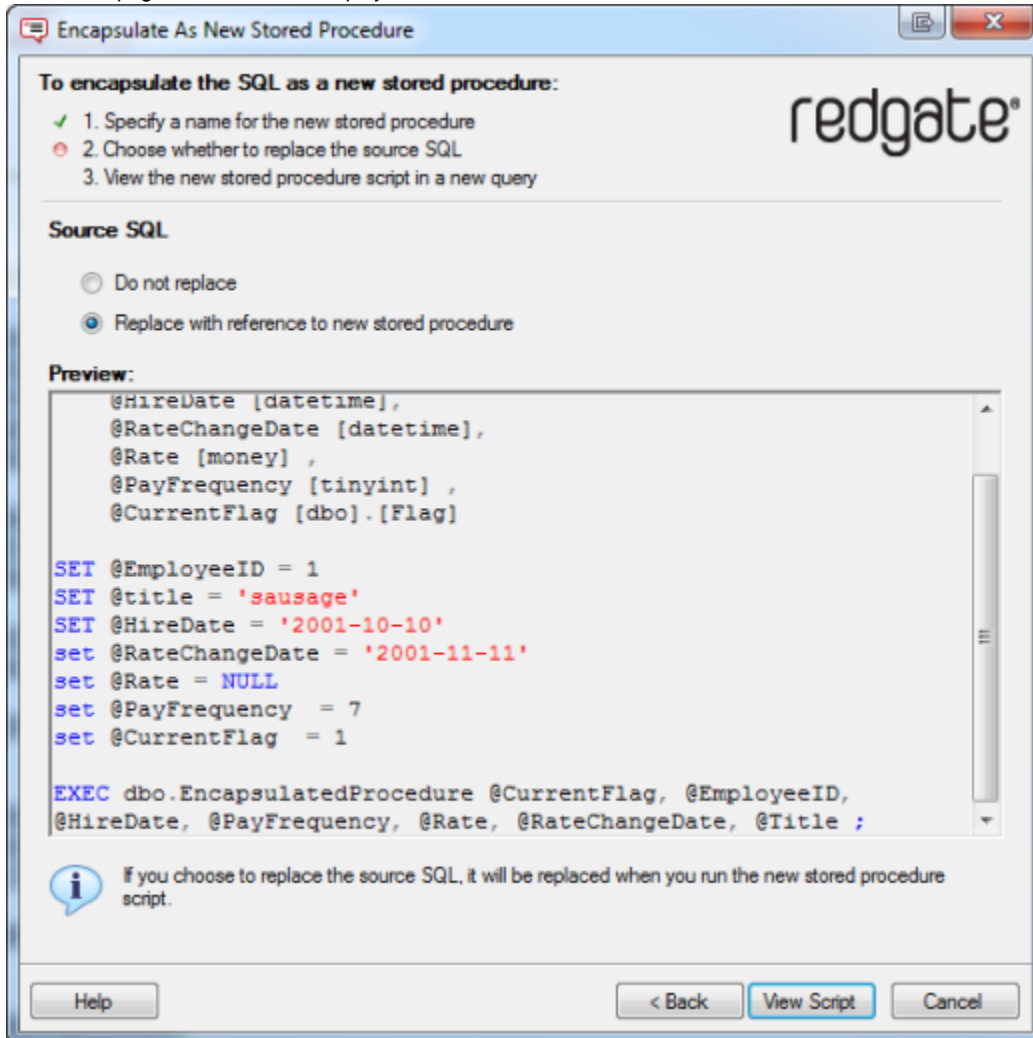 Encapsulate As New Stored Procedure
To encapsulate the SQL as a new stored procedure:
1. Specify a name for the new stored procedure
2. Choose whether to replace the source SQL
3. View the new stored procedure script in a new query
redgate®
Source SQL
Do not replace
Replace with reference to new stored procedure
Preview:
@HireDate [datetime],
@RateChangeDate [datetime],
@Rate [money] ,
@PayFrequency [tinyint] ,
@CurrentFlag [dbo].[Flag]
SET @EmployeeID = 1
SET @title = 'sausage'
SET @HireDate = '2001-10-10'
set @RateChangeDate = '2001-11-11'
set @Rate = NULL
set @PayFrequency  = 7
set @CurrentFlag  = 1
EXEC dbo.EncapsulatedProcedure @CurrentFlag, @EmployeeID,
@HireDate, @PayFrequency, @Rate, @RateChangeDate, @Title ;
If you choose to replace the source SQL, it will be replaced when you run the new stored procedure
script.
Help
< Back
View Script
Cancel